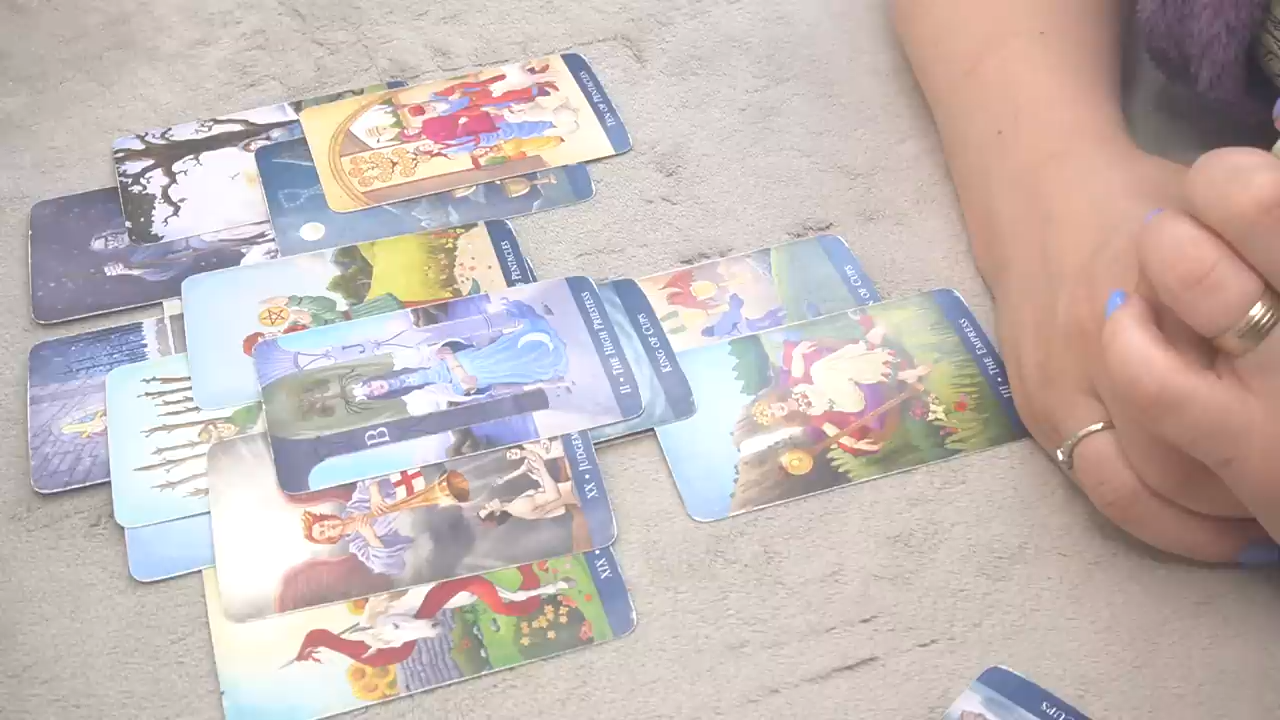 TEN OF PENTACLES
PENTACLES
II • THE HIGH PRIESTESS
B
KING OF CUPS
OF CUPS
III • THE EMPRESS
XX • JUDGEM
XIX •
CUPS